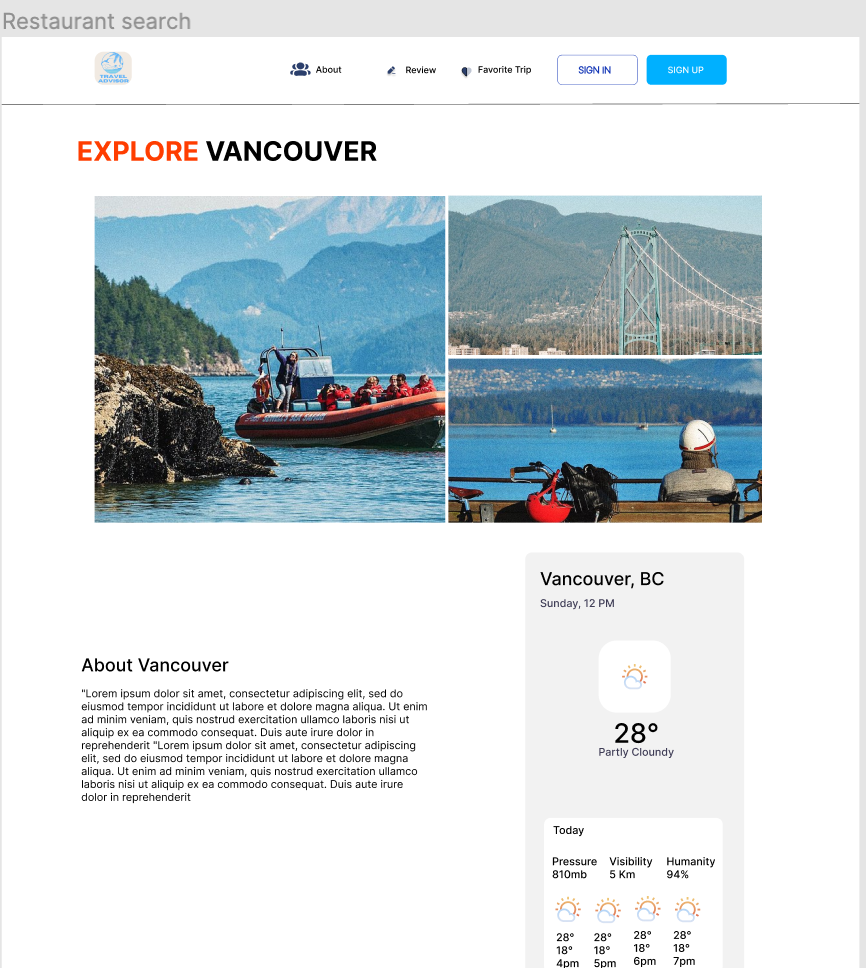 Restaurant search
TRAVEL
ADVISOR
About
Review
Favorite Trip
SIGN IN
SIGN UP
EXPLORE VANCOUVER
Vancouver, BC
Sunday, 12 PM
About Vancouver
"Lorem ipsum dolor sit amet, consectetur adipiscing elit, sed do
eiusmod tempor incididunt ut labore et dolore magna aliqua. Ut enim
ad minim veniam, quis nostrud exercitation ullamco laboris nisi ut
aliquip ex ea commodo consequat. Duis aute irure dolor in
reprehenderit "Lorem ipsum dolor sit amet, consectetur adipiscing
elit, sed do eiusmod tempor incididunt ut labore et dolore magna
aliqua. Ut enim ad minim veniam, quis nostrud exercitation ullamco
laboris nisi ut aliquip ex ea commodo consequat. Duis aute irure
dolor in reprehenderit
28°
Partly Cloundy
Today
Pressure Visibility Humanity
810mb 5 Km 94%
28° 28° 28° 28°
18° 18° 18° 18°
4pm 5pm 6pm 7pm